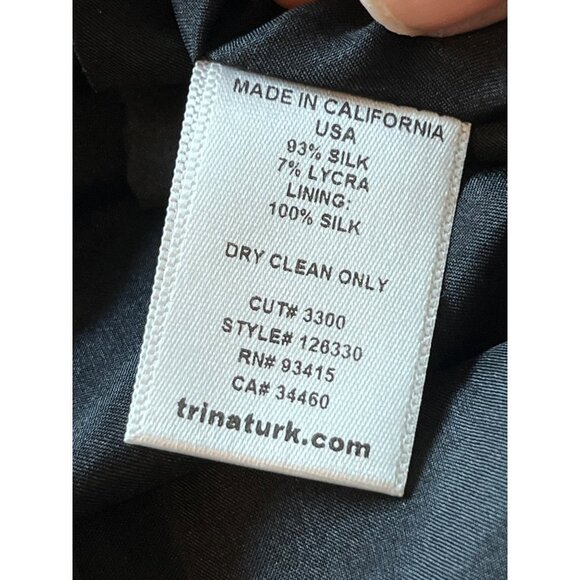 MADE IN CALIFORNIA
USA
93% SILK
7% LYCRA
LINING:
100% SILK
DRY CLEAN ONLY
CUT# 3300
STYLE# 126330
RN# 93415
CA# 34460
trinaturk.com